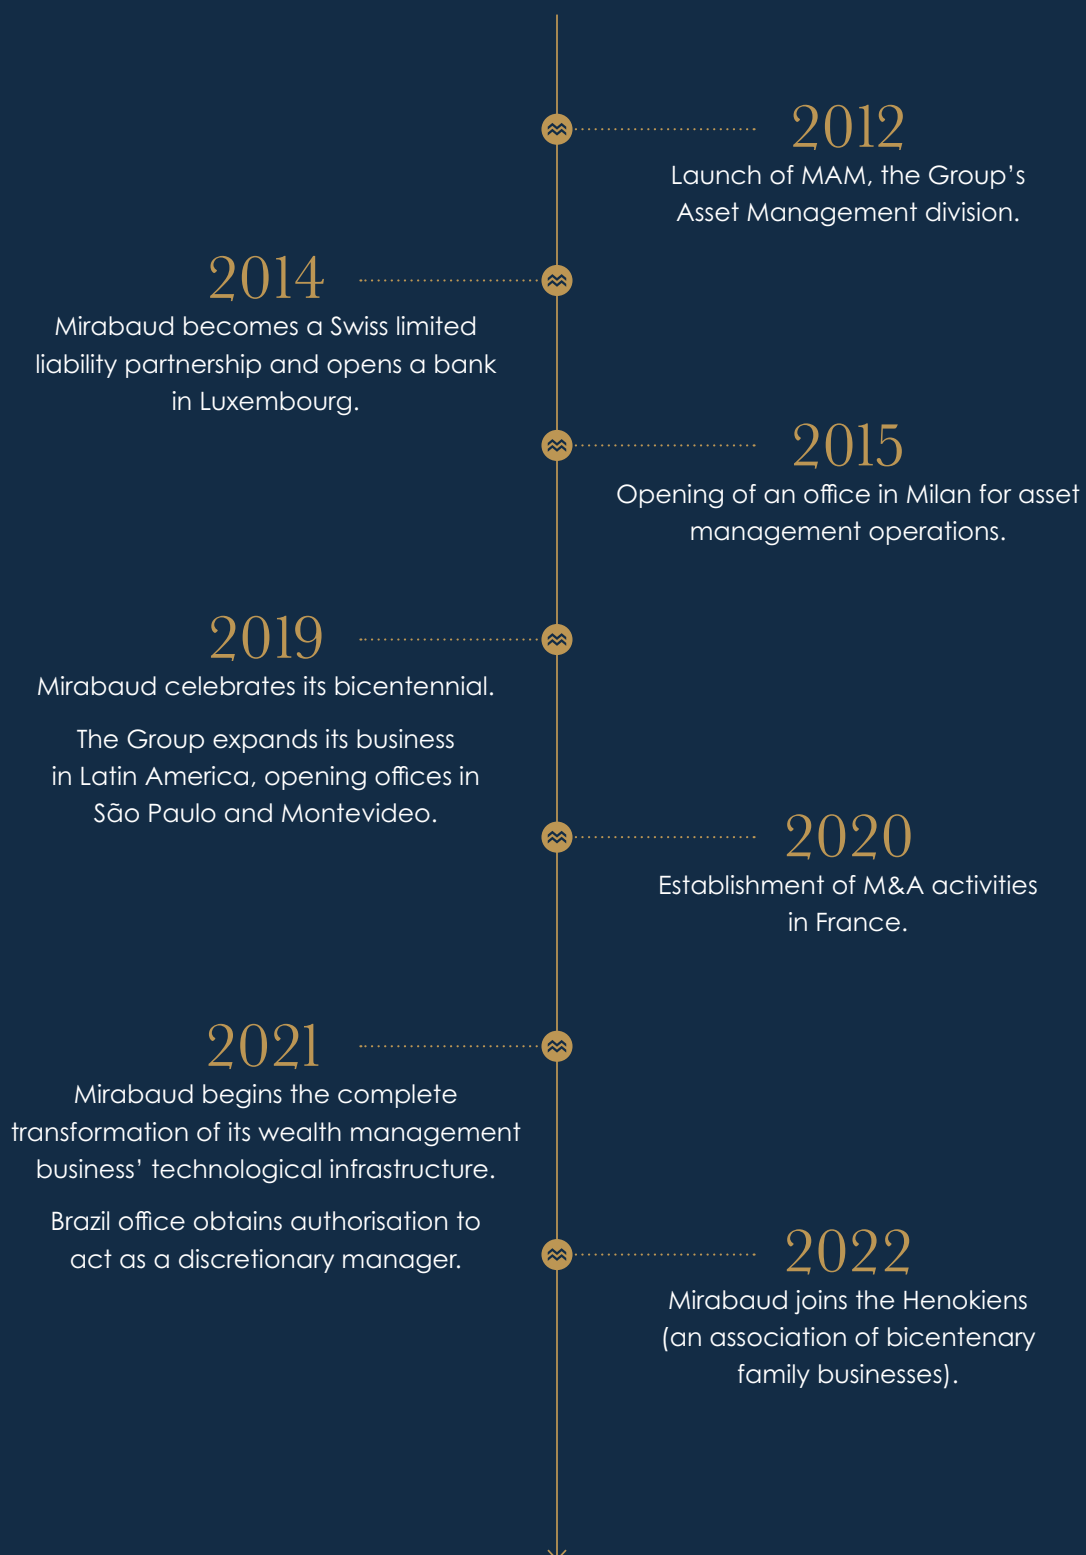 2012
Launch of MAM, the Group’s
Asset Management division.
2014
Mirabaud becomes a Swiss limited
liability partnership and opens a bank
in Luxembourg.
2015
Opening of an office in Milan for asset
management operations.
2019
Mirabaud celebrates its bicentennial.
The Group expands its business
in Latin America, opening offices in
São Paulo and Montevideo.
2020
Establishment of M&A activities
in France.
2021
Mirabaud begins the complete
transformation of its wealth management
business’ technological infrastructure.
Brazil office obtains authorisation to
act as a discretionary manager.
2022
Mirabaud joins the Henokiens
(an association of bicentenary
family businesses).